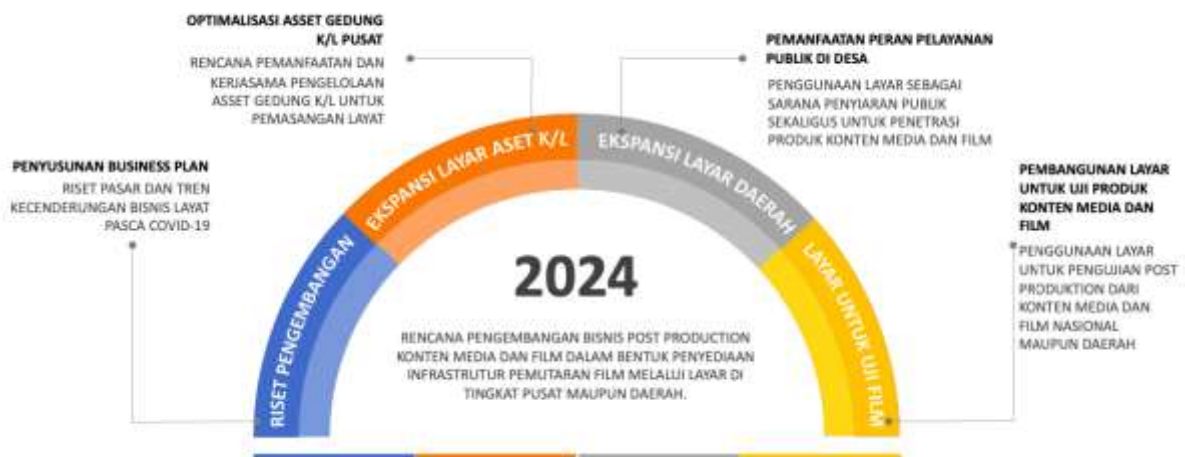 OPTIMALISASI ASSET GEDUNG
K/L PUSAT
RENCANA PEMANFAATAN DAN
KERJASAMA PENGELOLAAN
ASSET GEDUNG K/L UNTUK
PEMASANGAN LAYAT
PEMANFAATAN PERAN PELAYANAN
PUBLIK DI DESA
PENGGUNAAN LAYAR SEBAGAI
SARANA PENYIARAN PUBLIK
SEKALIGUS UNTUK PENETRASI
PRODUK KONTEN MEDIA DAN FILM
PENYUSUNAN BUSINESS PLAN
RISET PASAR DAN TREN
KECENDERUNGAN BISNIS LAYAT
PASCA COVID-19
PEMBANGUNAN LAYAR
UNTUK UJI PRODUK
KONTEN MEDIA DAN
FILM
PENGGUNAAN LAYAR
UNTUK PENGUJIAN POST
PRODUKTION DARI
KONTEN MEDIA DAN
FILM NASIONAL
MAUPUN DAERAH
RISET PENGEMBANGAN
EKSPANSI LAYAR ASET K/L
EKSPANSI LAYAR DAERAH
LAYAR UNTUK UJI FILM
2024
RENCANA PENGEMBANGAN BISNIS POST PRODUCTION
KONTEN MEDIA DAN FILM DALAM BENTUK PENYEDIAAN
INFRASTRUTUR PEMUTARAN FILM MELALUI LAYAR DI
TINGKAT PUSAT MAUPUN DAERAH.